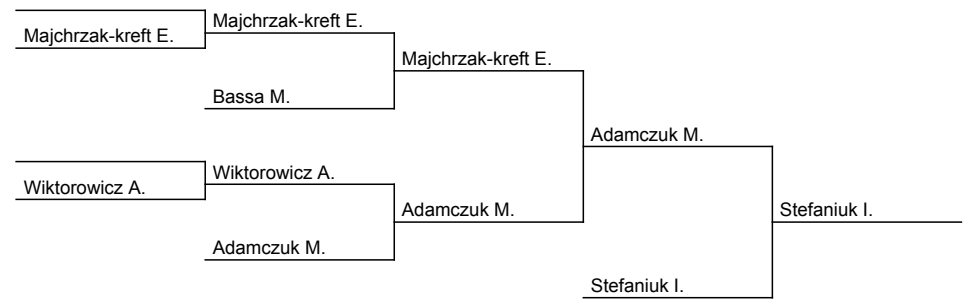 Majchrzak-kreft E.
Majchrzak-kreft E.
Majchrzak-kreft E.
Bassa M.
Adamczuk M.
Wiktorowicz A.
Wiktorowicz A.
Adamczuk M.
Stefaniuk I.
Adamczuk M.
Stefaniuk I.